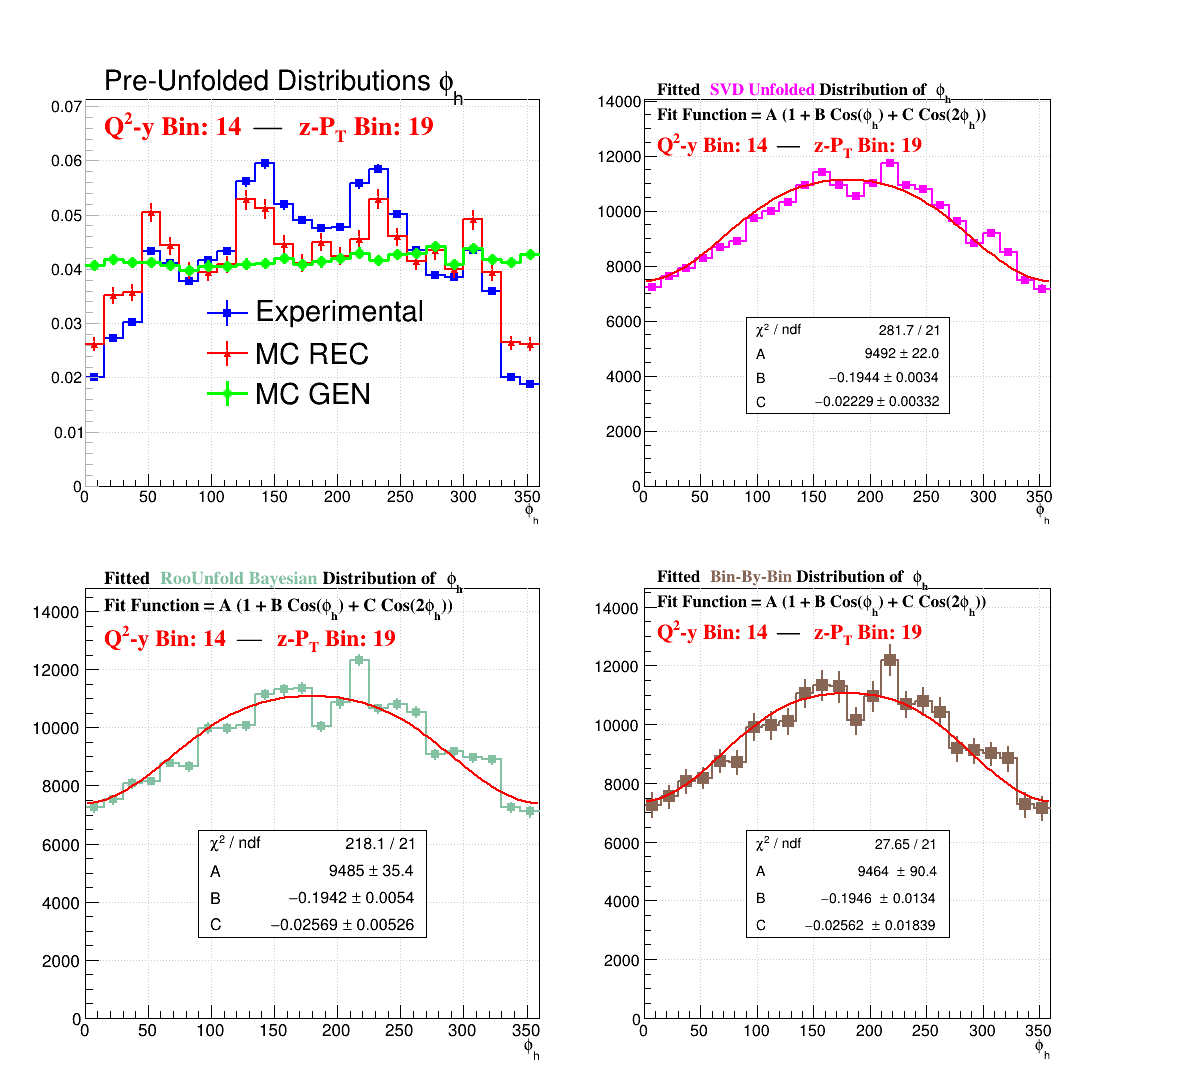 Pre-Unfolded Distributions ϕh
Q²-y Bin: 14 — z-PT Bin: 19
0.07
0.06
0.05
0.04
0.03
0.02
0.01
0
Experimental
MC REC
MC GEN
0 50 100 150 200 250 300 350
ϕh
Fitted SVD Unfolded Distribution of ϕh
Fit Function = A (1 + B Cos(ϕh) + C Cos(2ϕh))
Q²-y Bin: 14 — z-PT Bin: 19
14000
12000
10000
8000
6000
4000
2000
0
χ² / ndf 281.7 / 21
A 9492 ± 22.0
B −0.1944 ± 0.0034
C −0.02229 ± 0.00332
0 50 100 150 200 250 300 350
ϕh
Fitted RooUnfold Bayesian Distribution of ϕh
Fit Function = A (1 + B Cos(ϕh) + C Cos(2ϕh))
Q²-y Bin: 14 — z-PT Bin: 19
14000
12000
10000
8000
6000
4000
2000
0
χ² / ndf 218.1 / 21
A 9485 ± 35.4
B −0.1942 ± 0.0054
C −0.02569 ± 0.00526
0 50 100 150 200 250 300 350
ϕh
Fitted Bin-By-Bin Distribution of ϕh
Fit Function = A (1 + B Cos(ϕh) + C Cos(2ϕh))
Q²-y Bin: 14 — z-PT Bin: 19
14000
12000
10000
8000
6000
4000
2000
0
χ² / ndf 27.65 / 21
A 9464 ± 90.4
B −0.1946 ± 0.0134
C −0.02562 ± 0.01839
0 50 100 150 200 250 300 350
ϕh